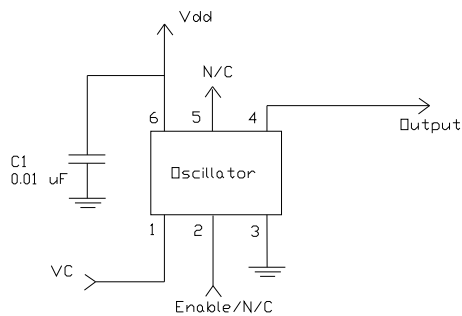 Vdd
N/C
6 5 4
Output
C1
0.01 uF
Oscillator
1 2 3
VC
Enable/N/C